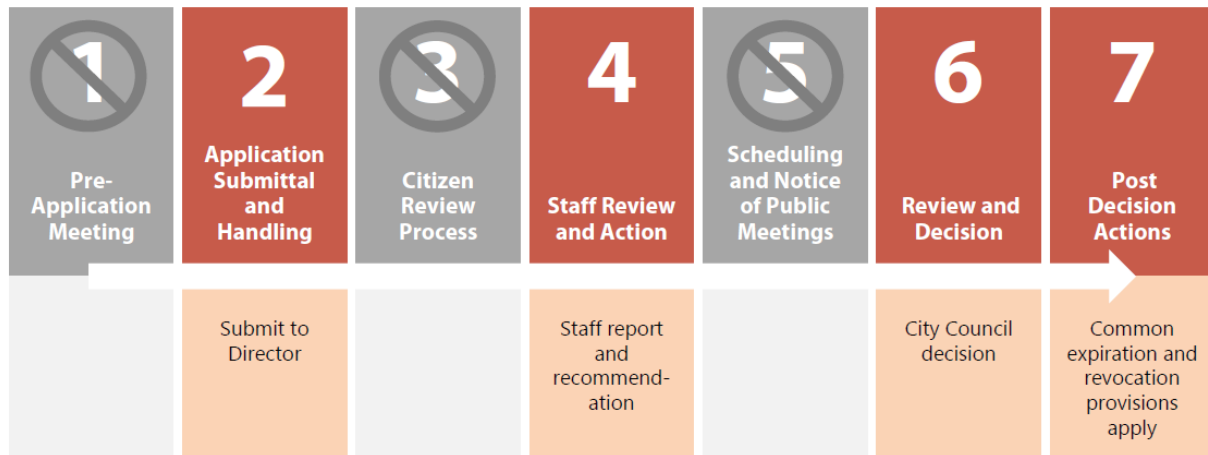 1
Pre-
Application
Meeting
2
Application
Submittal
and
Handling
Submit to
Director
3
Citizen
Review
Process
4
Staff Review
and Action
Staff report
and
recommend-
ation
5
Scheduling
and Notice
of Public
Meetings
6
Review and
Decision
City Council
decision
7
Post
Decision
Actions
Common
expiration and
revocation
provisions
apply